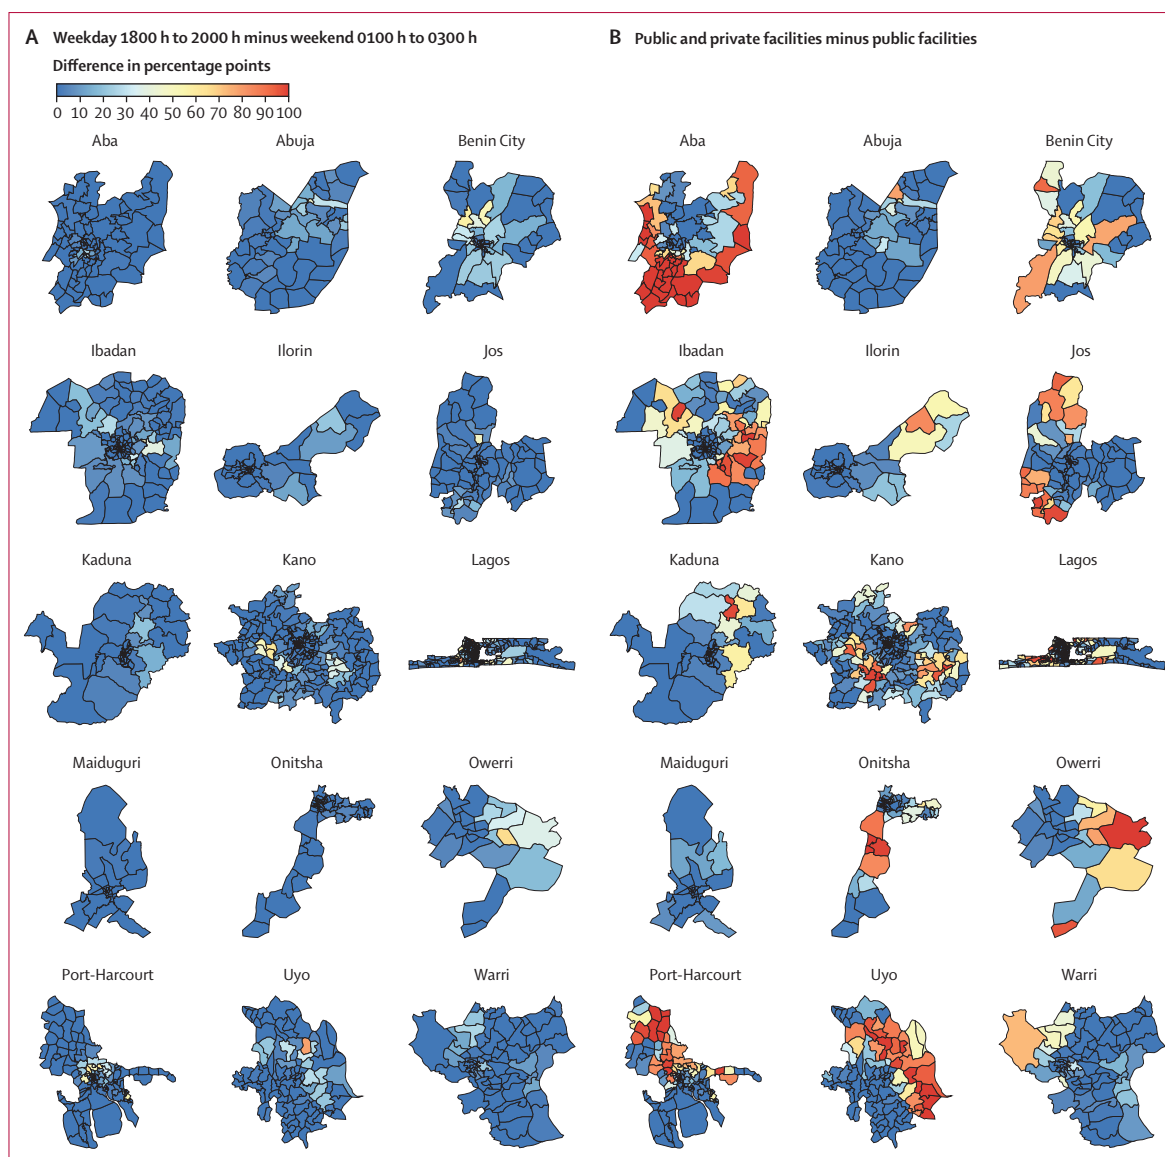 A Weekday 1800 h to 2000 h minus weekend 0100 h to 0300 h
Difference in percentage points
0 10 20 30 40 50 60 70 80 90 100
Aba Abuja Benin City
Ibadan Ilorin Jos
Kaduna Kano Lagos
Maiduguri Onitsha Owerri
Port-Harcourt Uyo Warri
B Public and private facilities minus public facilities
Aba Abuja Benin City
Ibadan Ilorin Jos
Kaduna Kano Lagos
Maiduguri Onitsha Owerri
Port-Harcourt Uyo Warri